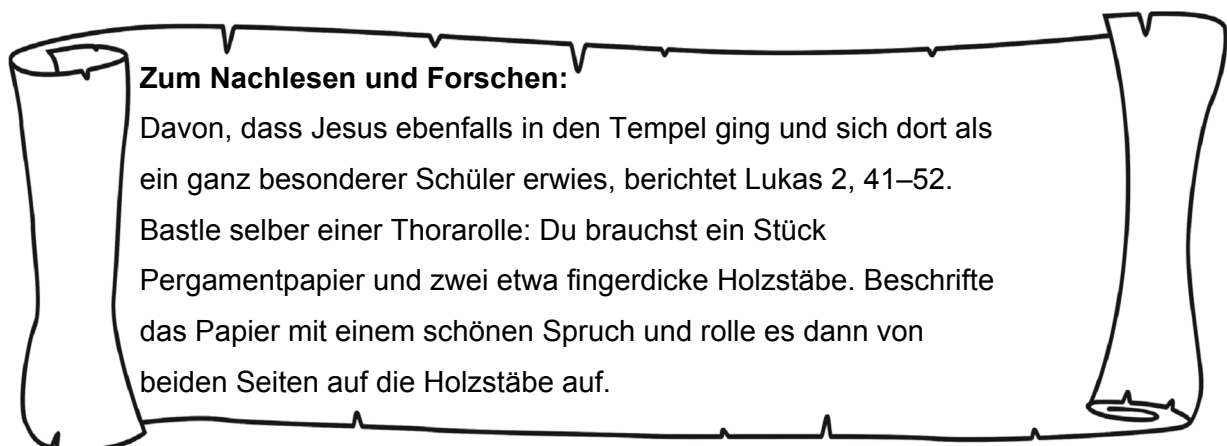 Zum Nachlesen und Forschen:
Davon, dass Jesus ebenfalls in den Tempel ging und sich dort als
ein ganz besonderer Schüler erwies, berichtet Lukas 2, 41–52.
Bastle selber einer Thorarolle: Du brauchst ein Stück
Pergamentpapier und zwei etwa fingerdicke Holzstäbe. Beschrifte
das Papier mit einem schönen Spruch und rolle es dann von
beiden Seiten auf die Holzstäbe auf.